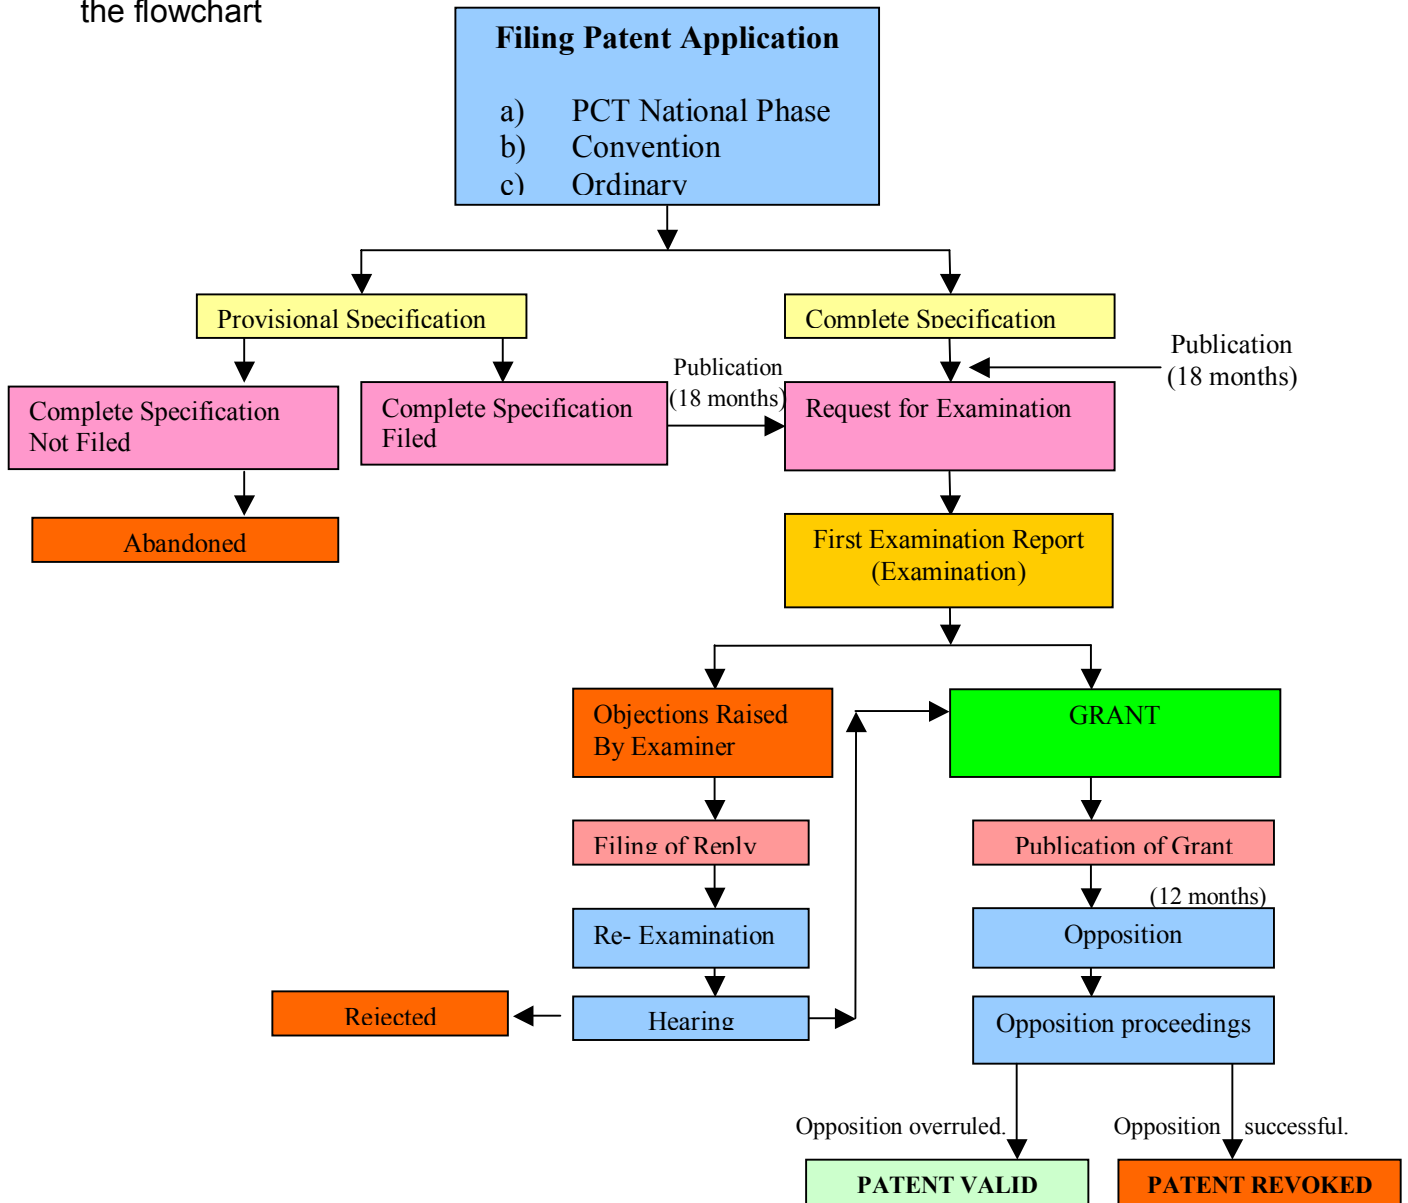 the flowchart
Filing Patent Application
a) PCT National Phase
b) Convention
c) Ordinary
Provisional Specification
Complete Specification
Publication
(18 months)
Complete Specification
Not Filed
Complete Specification
Filed
Publication
(18 months)
Request for Examination
Abandoned
First Examination Report
(Examination)
Objections Raised
By Examiner
GRANT
Filing of Reply
Publication of Grant
(12 months)
Re- Examination
Opposition
Rejected
Hearing
Opposition proceedings
Opposition overruled.
Opposition successful.
PATENT VALID
PATENT REVOKED